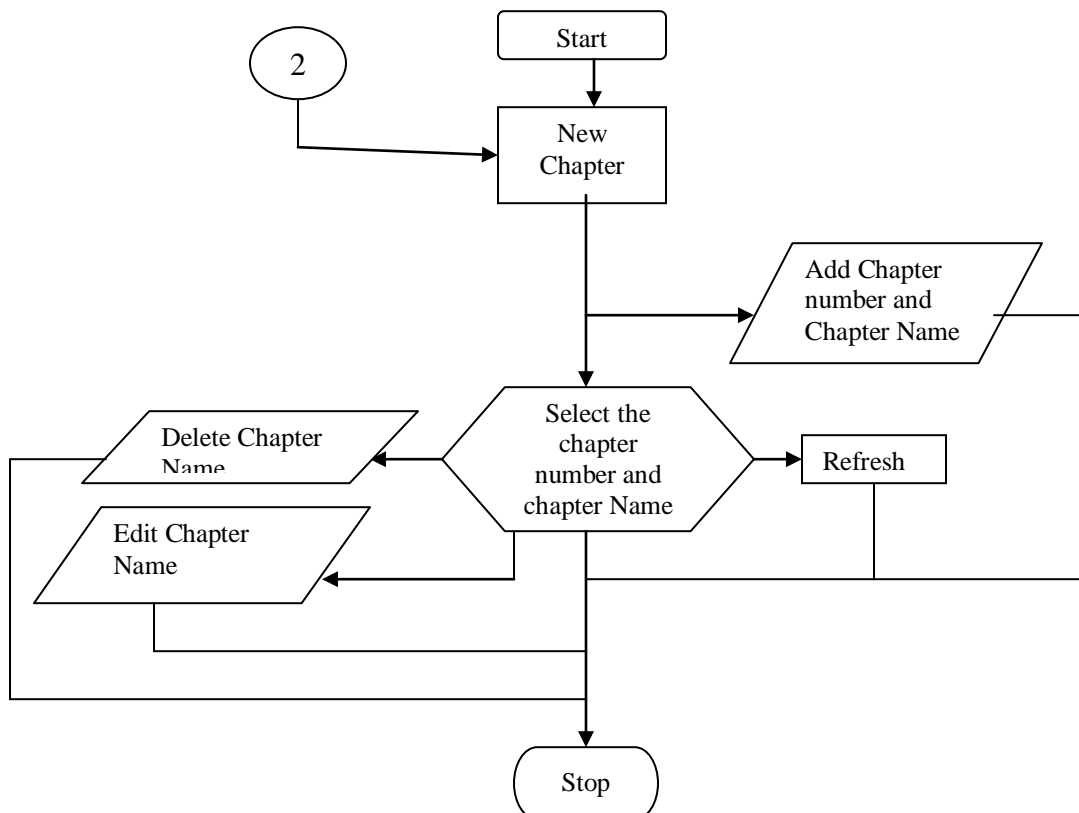 Start
2
New
Chapter
Add Chapter
number and
Chapter Name
Select the
chapter
number and
chapter Name
Delete Chapter
Name
Refresh
Edit Chapter
Name
Stop